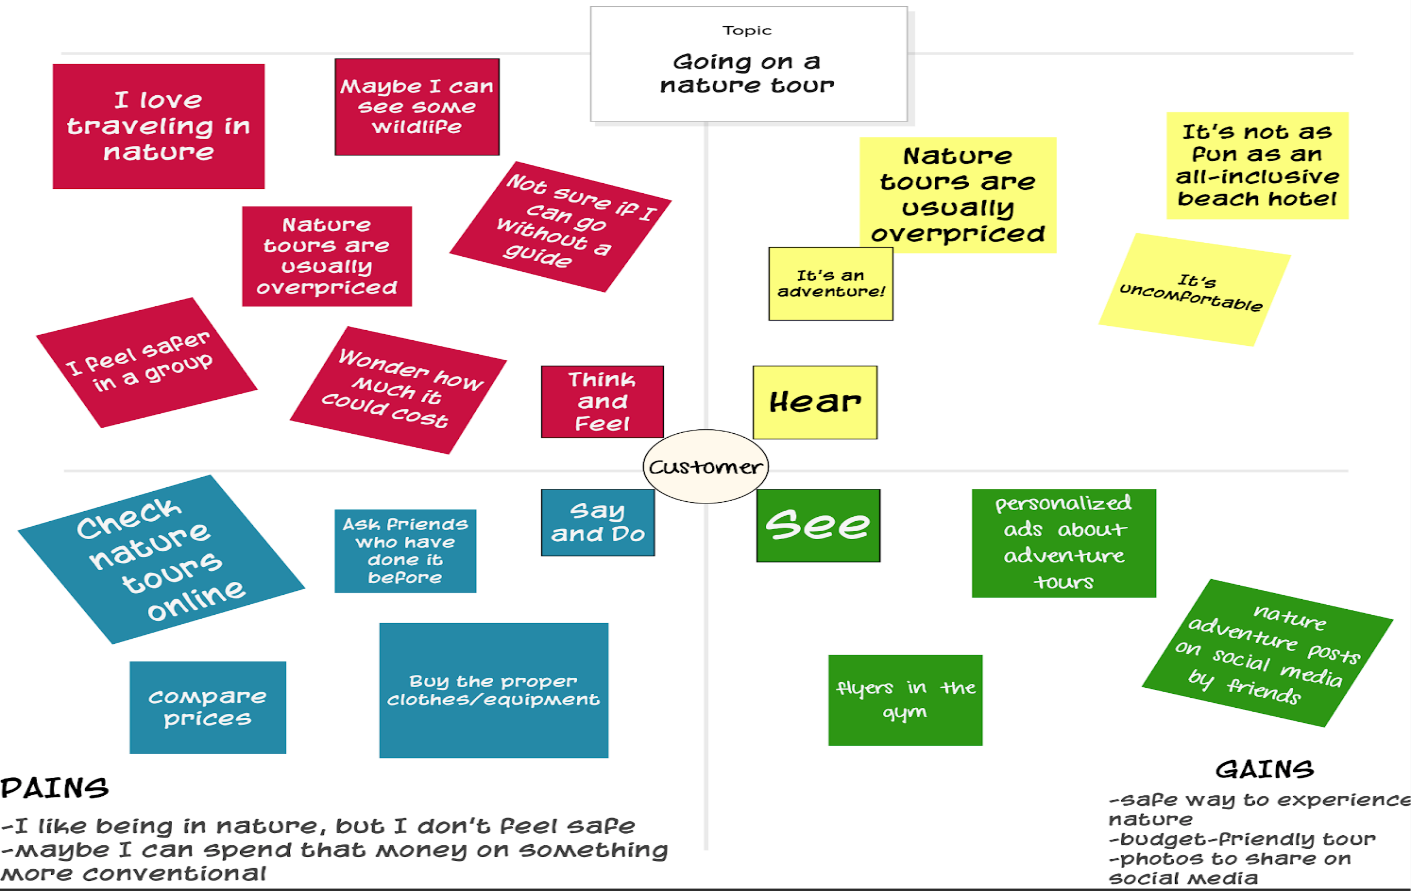 Topic
Going on a
nature tour
I love
traveling in
nature
Maybe I can
see some
wildlife
Not sure if I
can go
without a
guide
Nature
tours are
usually
overpriced
I feel safer
in a group
Wonder how
much it
could cost
Think
and
Feel
Nature
tours are
usually
overpriced
It's not as
fun as an
all-inclusive
beach hotel
It's an
adventure!
It's
uncomfortable
Hear
Customer
Check
nature
tours
online
Ask friends
who have
done it
before
Say
and Do
compare
prices
Buy the proper
clothes/equipment
See
personalized
ads about
adventure
tours
nature
adventure posts
on social media
by friends
flyers in the
gym
PAINS
-I like being in nature, but I don't feel safe
-Maybe I can spend that money on something
more conventional
GAINS
-safe way to experience
nature
-budget-friendly tour
-photos to share on
social media